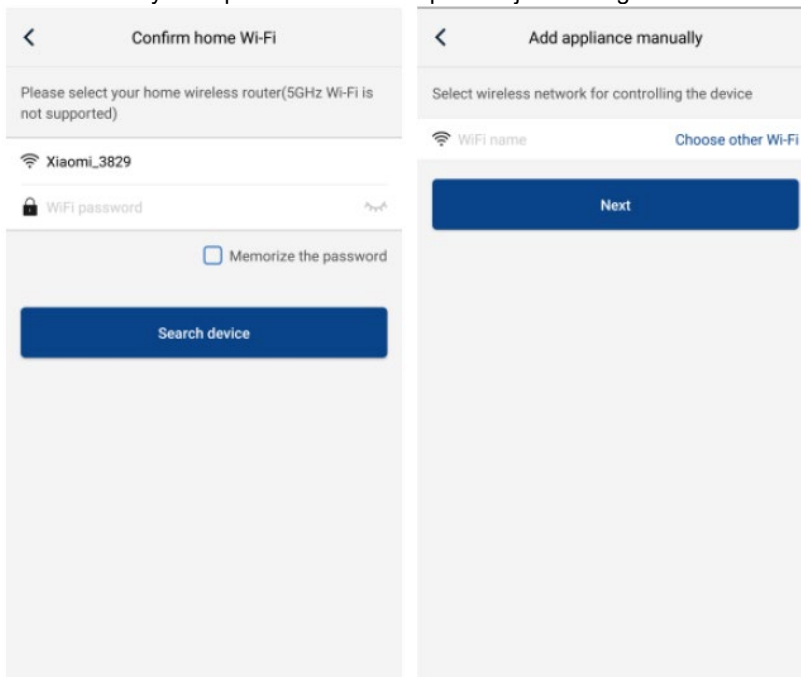 Confirm home Wi-Fi
Please select your home wireless router(5GHz Wi-Fi is
not supported)
Xiaomi_3829
WiFi password
Memorize the password
Search device
Add appliance manually
Select wireless network for controlling the device
WiFi name
Choose other Wi-Fi
Next